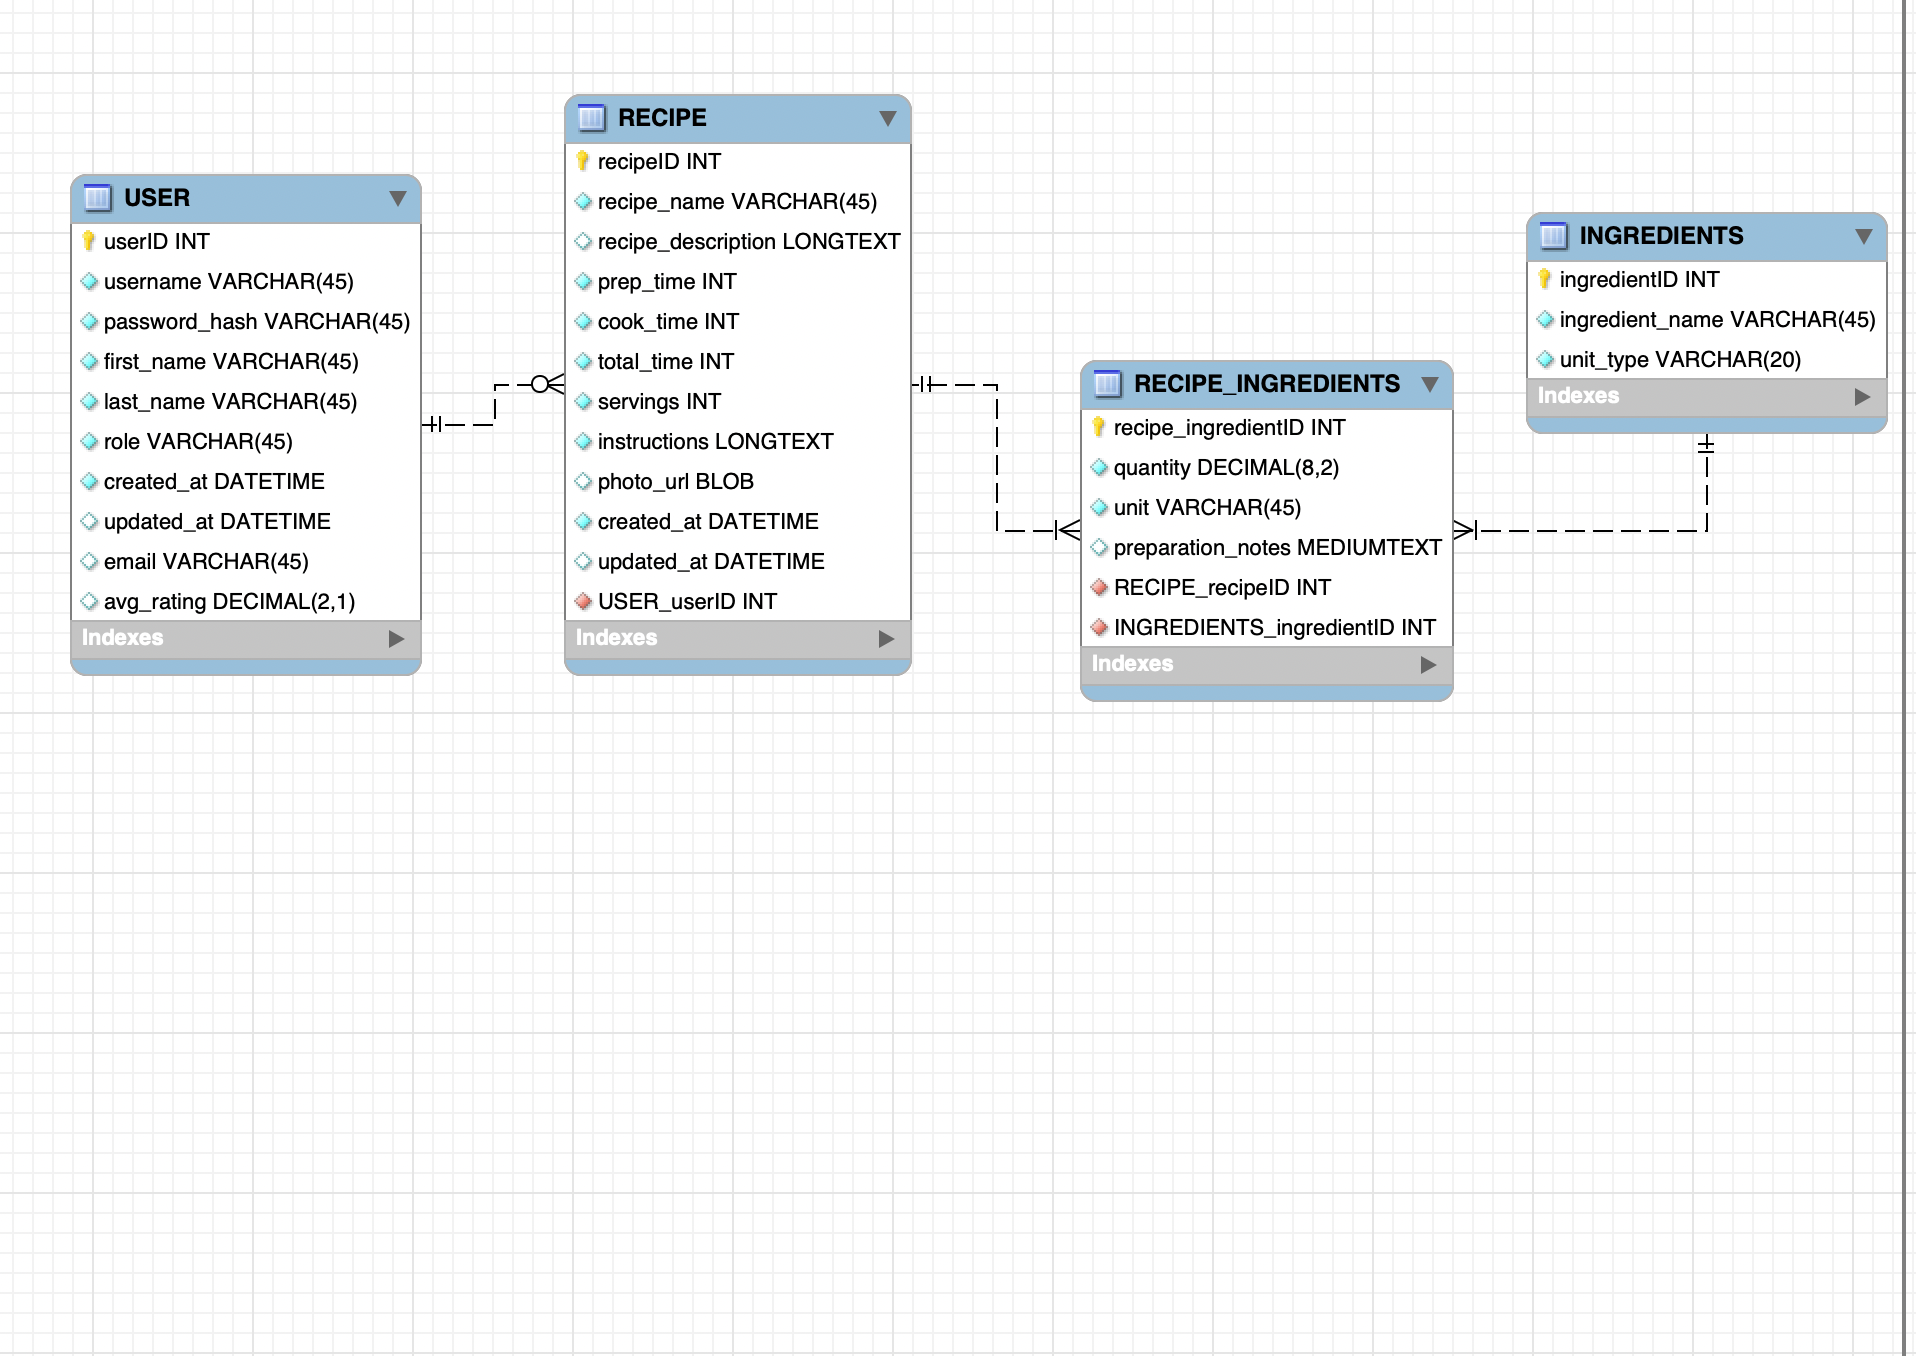 USER
userID INT
username VARCHAR(45)
password_hash VARCHAR(45)
first_name VARCHAR(45)
last_name VARCHAR(45)
role VARCHAR(45)
created_at DATETIME
updated_at DATETIME
email VARCHAR(45)
avg_rating DECIMAL(2,1)
Indexes
RECIPE
recipeID INT
recipe_name VARCHAR(45)
recipe_description LONGTEXT
prep_time INT
cook_time INT
total_time INT
servings INT
instructions LONGTEXT
photo_url BLOB
created_at DATETIME
updated_at DATETIME
USER_userID INT
Indexes
RECIPE_INGREDIENTS
recipe_ingredientID INT
quantity DECIMAL(8,2)
unit VARCHAR(45)
preparation_notes MEDIUMTEXT
RECIPE_recipeID INT
INGREDIENTS_ingredientID INT
Indexes
INGREDIENTS
ingredientID INT
ingredient_name VARCHAR(45)
unit_type VARCHAR(20)
Indexes